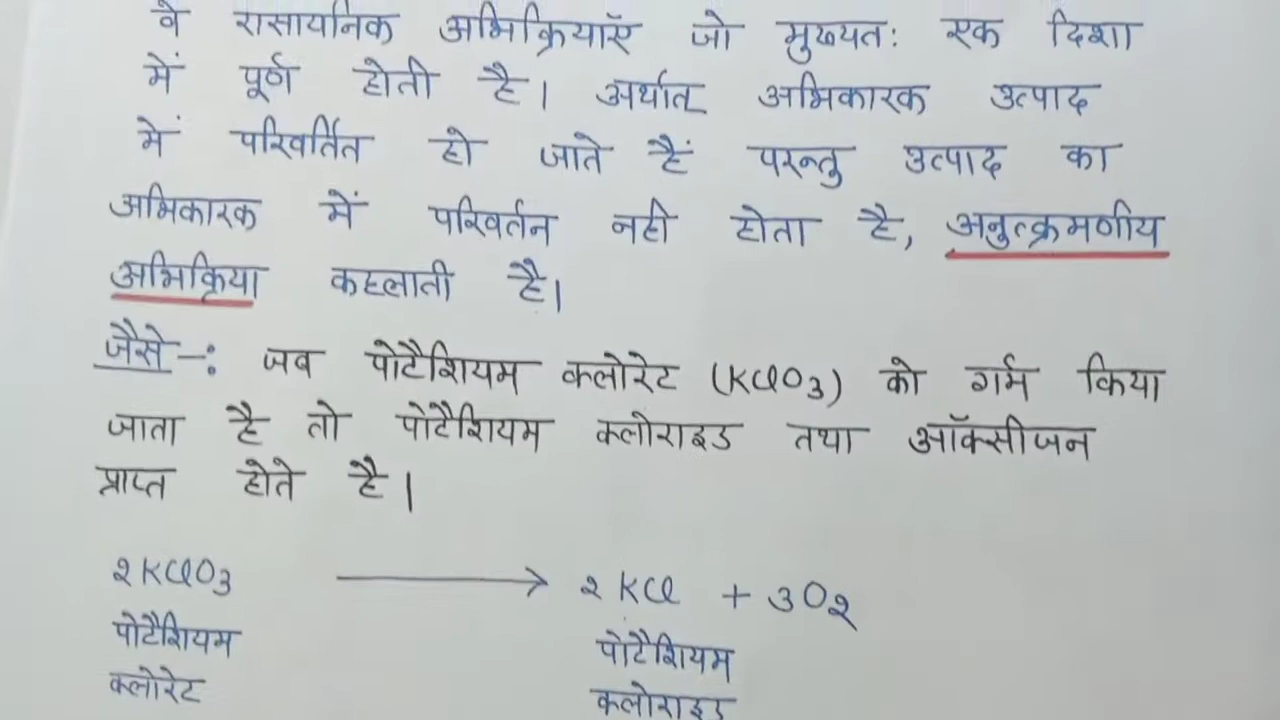 वे रासायनिक अभिक्रियाएँ जो मुख्यतः एक दिशा
में पूर्ण होती है। अर्थात् अभिकारक उत्पाद
में परिवर्तित हो जाते हैं परन्तु उत्पाद का
अभिकारक में परिवर्तन नही होता है, अनुत्क्रमणीय
अभिक्रिया कहलाती है।
जैसे -: जब पोटैशियम क्लोरेट (KClO3) को गर्म किया
जाता है तो पोटैशियम क्लोराइड तथा ऑक्सीजन
प्राप्त होते है।
2KClO3 ⟶ 2KCl + 3O2
पोटैशियम पोटैशियम
क्लोरेट क्लोराइड